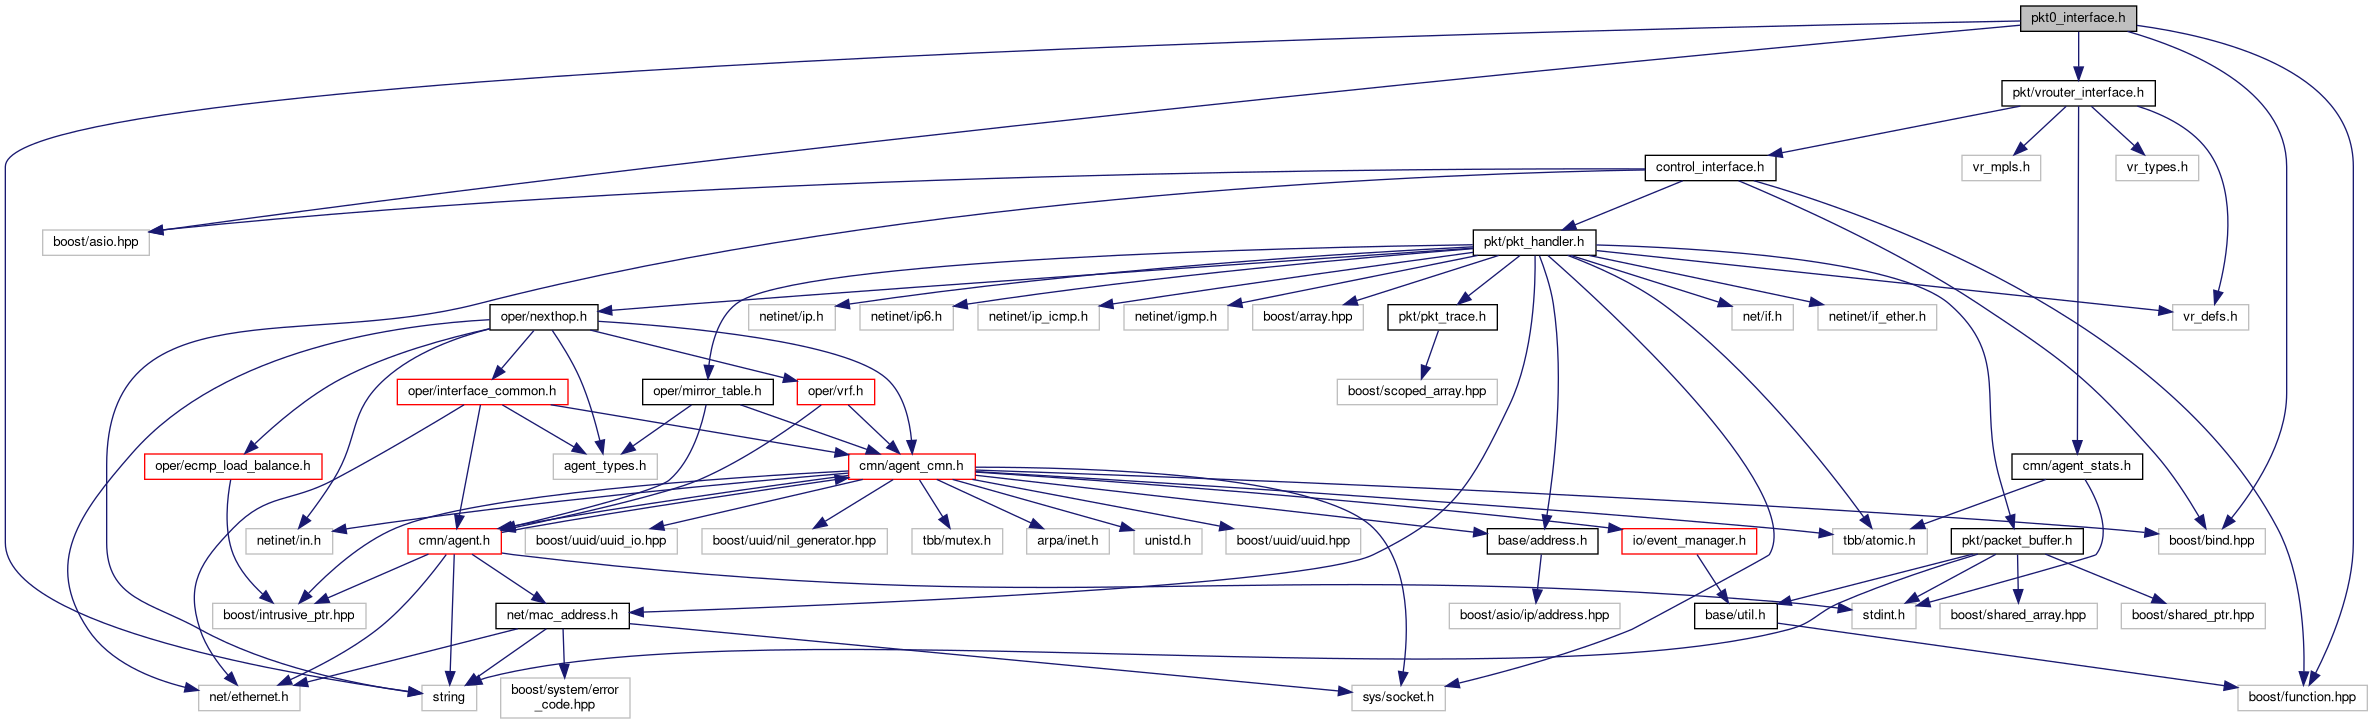 pkt0_interface.h
pkt/vrouter_interface.h
control_interface.h
vr_mpls.h
vr_types.h
boost/asio.hpp
pkt/pkt_handler.h
oper/nexthop.h
netinet/ip.h
netinet/ip6.h
netinet/ip_icmp.h
netinet/igmp.h
boost/array.hpp
pkt/pkt_trace.h
net/if.h
netinet/if_ether.h
vr_defs.h
oper/interface_common.h
oper/mirror_table.h
oper/vrf.h
boost/scoped_array.hpp
oper/ecmp_load_balance.h
agent_types.h
cmn/agent_cmn.h
cmn/agent_stats.h
netinet/in.h
cmn/agent.h
boost/uuid/uuid_io.hpp
boost/uuid/nil_generator.hpp
tbb/mutex.h
arpa/inet.h
unistd.h
boost/uuid/uuid.hpp
base/address.h
io/event_manager.h
tbb/atomic.h
pkt/packet_buffer.h
boost/bind.hpp
boost/intrusive_ptr.hpp
net/mac_address.h
boost/asio/ip/address.hpp
base/util.h
stdint.h
boost/shared_array.hpp
boost/shared_ptr.hpp
net/ethernet.h
string
boost/system/error
_code.hpp
sys/socket.h
boost/function.hpp